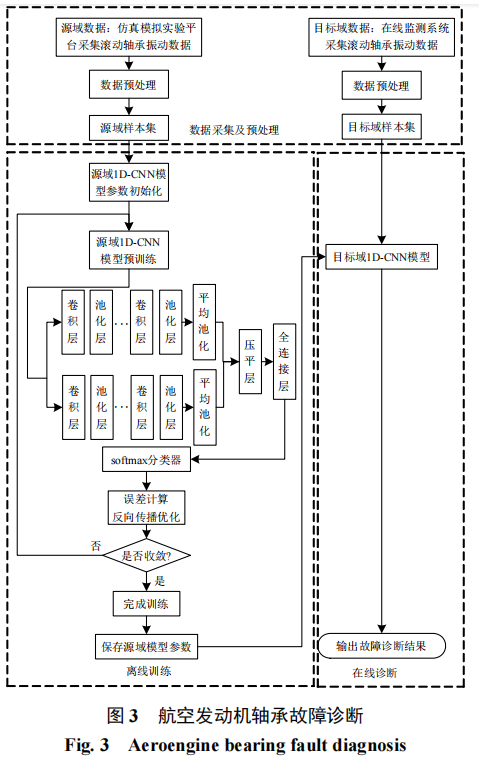 源域数据：仿真模拟实验平
台采集滚动轴承振动数据
数据预处理
源域样本集
目标域数据：在线监测系统
采集滚动轴承振动数据
数据预处理
目标域样本集
数据采集及预处理
源域1D-CNN模
型参数初始化
源域1D-CNN
模型预训练
目标域1D-CNN模型
卷积层
池化层
···
卷积层
池化层
平均池化
卷积层
池化层
···
卷积层
池化层
平均池化
压平层
全连接层
softmax分类器
误差计算
反向传播优化
否
是否收敛?
是
完成训练
保存源域模型参数
离线训练
输出故障诊断结果
在线诊断
图 3 航空发动机轴承故障诊断
Fig. 3 Aeroengine bearing fault diagnosis